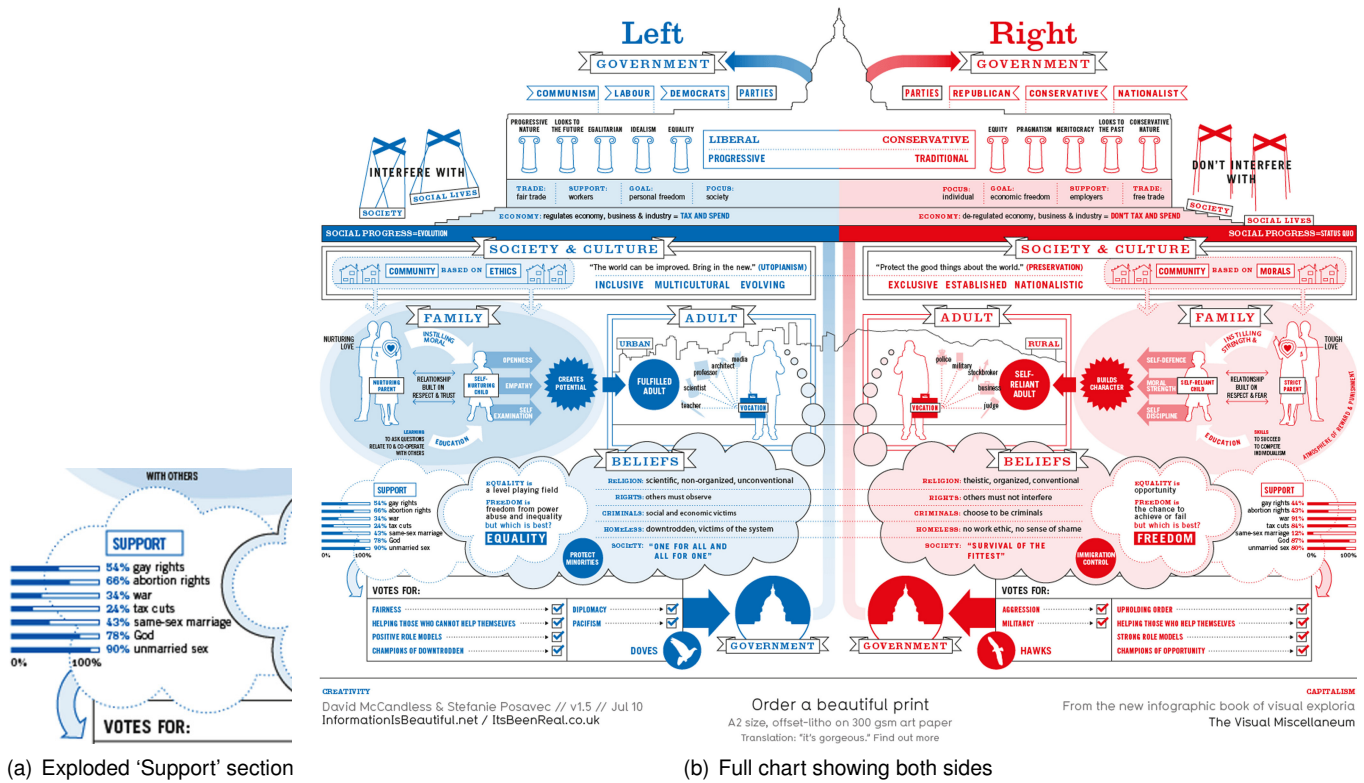 WITH OTHERS
SUPPORT
54% gay rights
66% abortion rights
34% war
24% tax cuts
43% same-sex marriage
78% God
90% unmarried sex
0% 100%
VOTES FOR:
(a) Exploded 'Support' section
Left
GOVERNMENT
COMMUNISM LABOUR DEMOCRATS PARTIES
PROGRESSIVE NATURE
LOOKS TO THE FUTURE
EGALITARIAN
IDEALISM
EQUALITY
LIBERAL
PROGRESSIVE
INTERFERE WITH
SOCIETY
SOCIAL LIVES
TRADE: fair trade
SUPPORT: workers
GOAL: personal freedom
FOCUS: society
ECONOMY: regulates economy, business & industry = TAX AND SPEND
SOCIAL PROGRESS=EVOLUTION
Right
GOVERNMENT
PARTIES REPUBLICAN CONSERVATIVE NATIONALIST
CONSERVATIVE
TRADITIONAL
EQUITY
PRAGMATISM
MERITOCRACY
LOOKS TO THE PAST
CONSERVATIVE NATURE
DON'T INTERFERE
WITH
SOCIETY
SOCIAL LIVES
FOCUS: individual
GOAL: economic freedom
SUPPORT: employers
TRADE: free trade
ECONOMY: de-regulated economy, business & industry = DON'T TAX AND SPEND
SOCIAL PROGRESS=STATUS QUO
SOCIETY & CULTURE
COMMUNITY BASED ON ETHICS
"The world can be improved. Bring in the new." (UTOPIANISM)
INCLUSIVE MULTICULTURAL EVOLVING
SOCIETY & CULTURE
"Protect the good things about the world." (PRESERVATION)
EXCLUSIVE ESTABLISHED NATIONALISTIC
COMMUNITY BASED ON MORALS
FAMILY
NURTURING
LOVE
INSTILLING
MORAL
NURTURING
PARENT
RELATIONSHIP
BUILT ON
RESPECT & TRUST
SELF-
NURTURING
CHILD
OPENNESS
EMPATHY
SELF
EXAMINATION
CREATES
POTENTIAL
LEARNING
TO ASK QUESTIONS
RELATE TO & CO-OPERATE
WITH OTHERS
EDUCATION
ADULT
URBAN
FULFILLED
ADULT
media
architect
professor
scientist
teacher
VOCATION
ADULT
RURAL
police
military
stockbroker
business
judge
VOCATION
SELF-
RELIANT
ADULT
FAMILY
BUILDS
CHARACTER
SELF-DEFENCE
MORAL
STRENGTH
SELF
DISCIPLINE
SELF-RELIANT
CHILD
INSTILLING
STRENGTH &
RELATIONSHIP
BUILT ON
RESPECT & FEAR
STRICT
PARENT
TOUGH
LOVE
EDUCATION
SKILLS
TO SUCCEED
TO COMPETE
INDIVIDUALISM
ATMOSPHERE OF REWARD & PUNISHMENT
BELIEFS
RELIGION: scientific, non-organized, unconventional
RIGHTS: others must observe
CRIMINALS: social and economic victims
HOMELESS: downtrodden, victims of the system
SOCIETY: "ONE FOR ALL AND
ALL FOR ONE"
BELIEFS
RELIGION: theistic, organized, conventional
RIGHTS: others must not interfere
CRIMINALS: choose to be criminals
HOMELESS: no work ethic, no sense of shame
SOCIETY: "SURVIVAL OF THE
FITTEST"
SUPPORT
54% gay rights
66% abortion rights
34% war
24% tax cuts
43% same-sex marriage
78% God
90% unmarried sex
0% 100%
EQUALITY is
a level playing field
FREEDOM is
freedom from power
abuse and inequality
but which is best?
EQUALITY
PROTECT
MINORITIES
IMMIGRATION
CONTROL
EQUALITY is
opportunity
FREEDOM is
the chance to
achieve or fail
but which is best?
FREEDOM
SUPPORT
gay rights 44%
abortion rights 43%
war 91%
tax cuts 84%
same-sex marriage 12%
God 87%
unmarried sex 80%
0% 100%
VOTES FOR:
FAIRNESS
HELPING THOSE WHO CANNOT HELP THEMSELVES
POSITIVE ROLE MODELS
CHAMPIONS OF DOWNTRODDEN
DIPLOMACY
PACIFISM
DOVES
GOVERNMENT
GOVERNMENT
VOTES FOR:
AGGRESSION
MILITANCY
HAWKS
UPHOLDING ORDER
HELPING THOSE WHO HELP THEMSELVES
STRONG ROLE MODELS
CHAMPIONS OF OPPORTUNITY
CREATIVITY
David McCandless & Stefanie Posavec // v1.5 // Jul 10
InformationIsBeautiful.net / ItsBeenReal.co.uk
Order a beautiful print
A2 size, offset-litho on 300 gsm art paper
Translation: "it's gorgeous." Find out more
CAPITALISM
From the new infographic book of visual exploria
The Visual Miscellaneum
(b) Full chart showing both sides